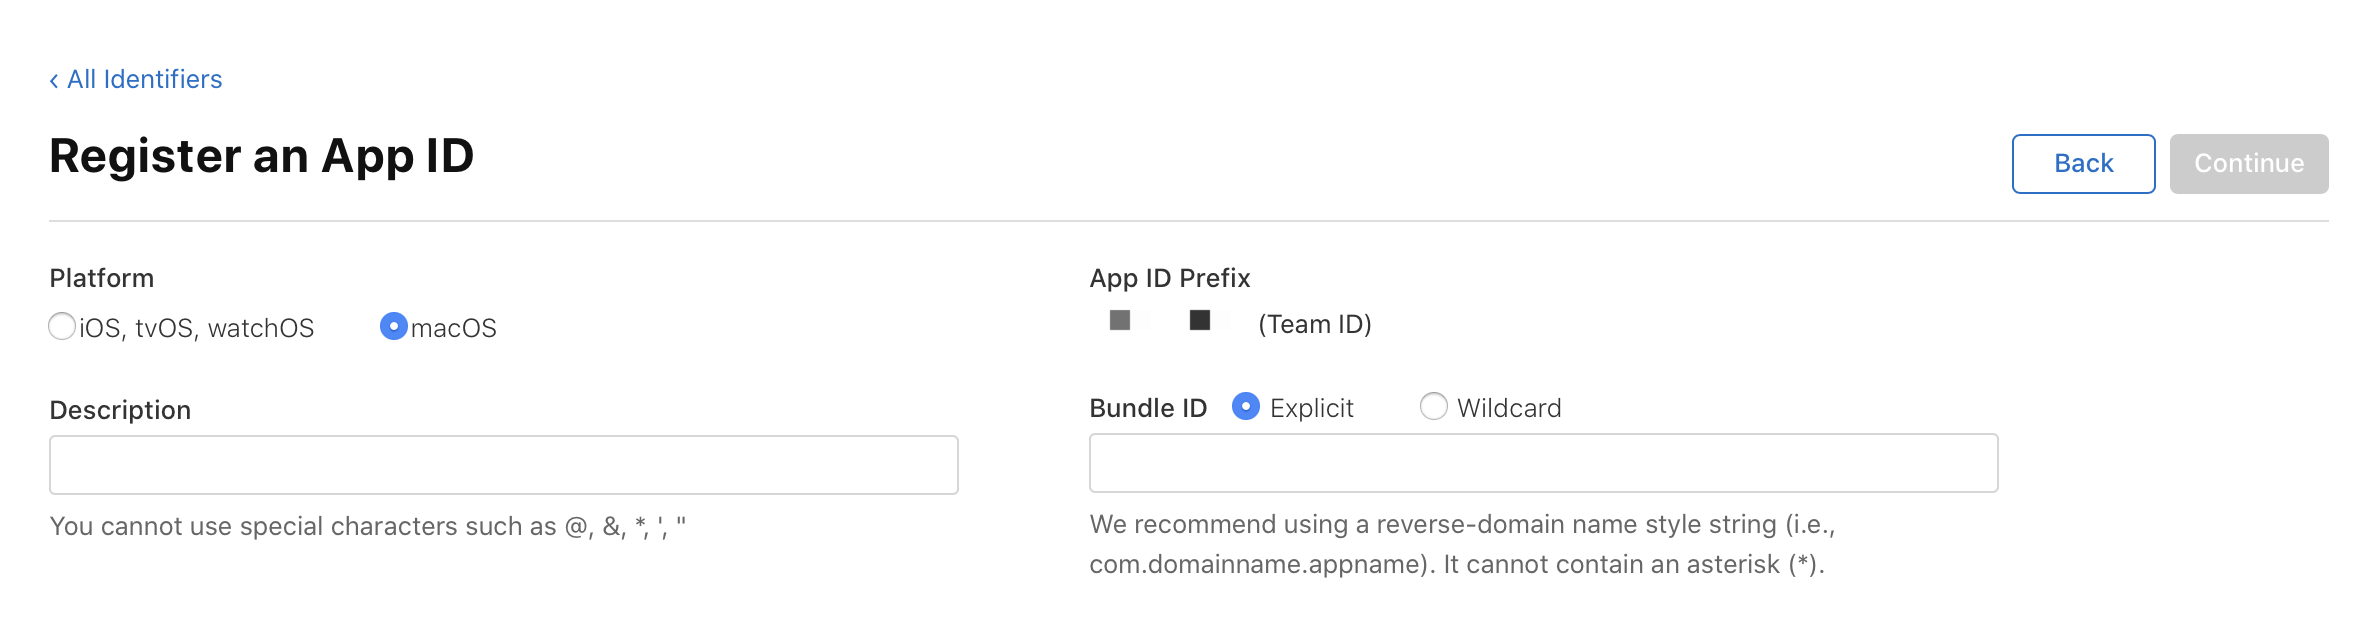 ‹ All Identifiers
Register an App ID
Back
Continue
Platform
iOS, tvOS, watchOS
macOS
App ID Prefix
(Team ID)
Description
You cannot use special characters such as @, &, *, ', "
Bundle ID
Explicit
Wildcard
We recommend using a reverse-domain name style string (i.e.,
com.domainname.appname). It cannot contain an asterisk (*).